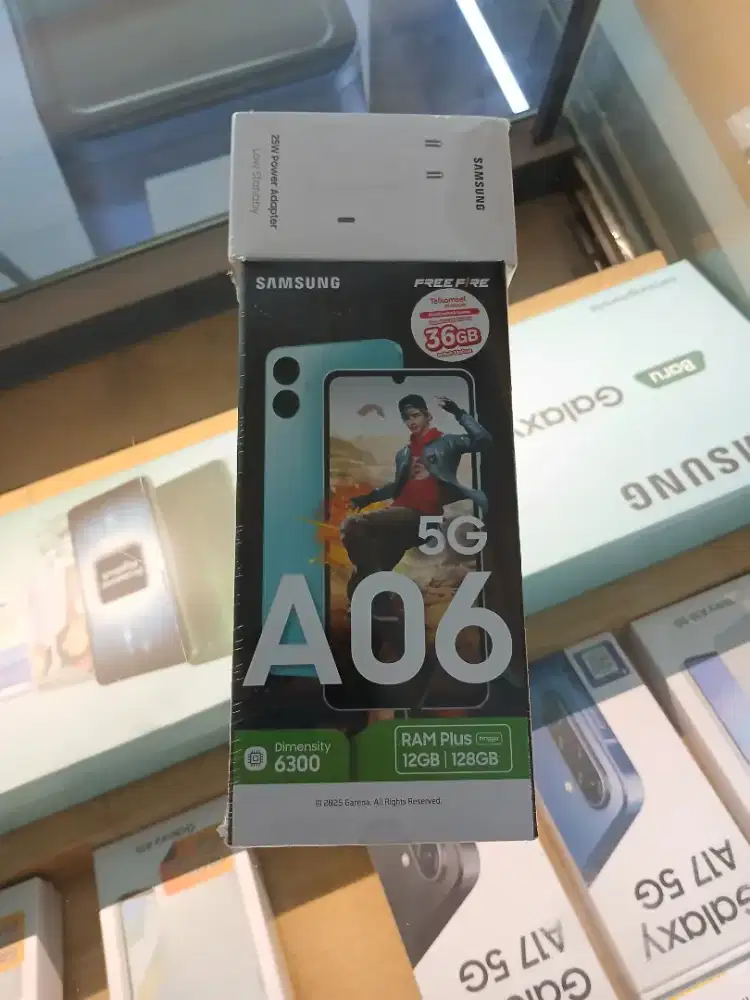 25W Power Adapter
Low Standby
SAMSUNG
SAMSUNG
FREE FIRE
Telkomsel
36GB
5G
A06
Dimensity
6300
RAM Plus hingga
12GB | 128GB
© 2025 Garena. All Rights Reserved.
Baru
Galaxy
SAMSUNG
Galaxy
A17 5G
A17 5G